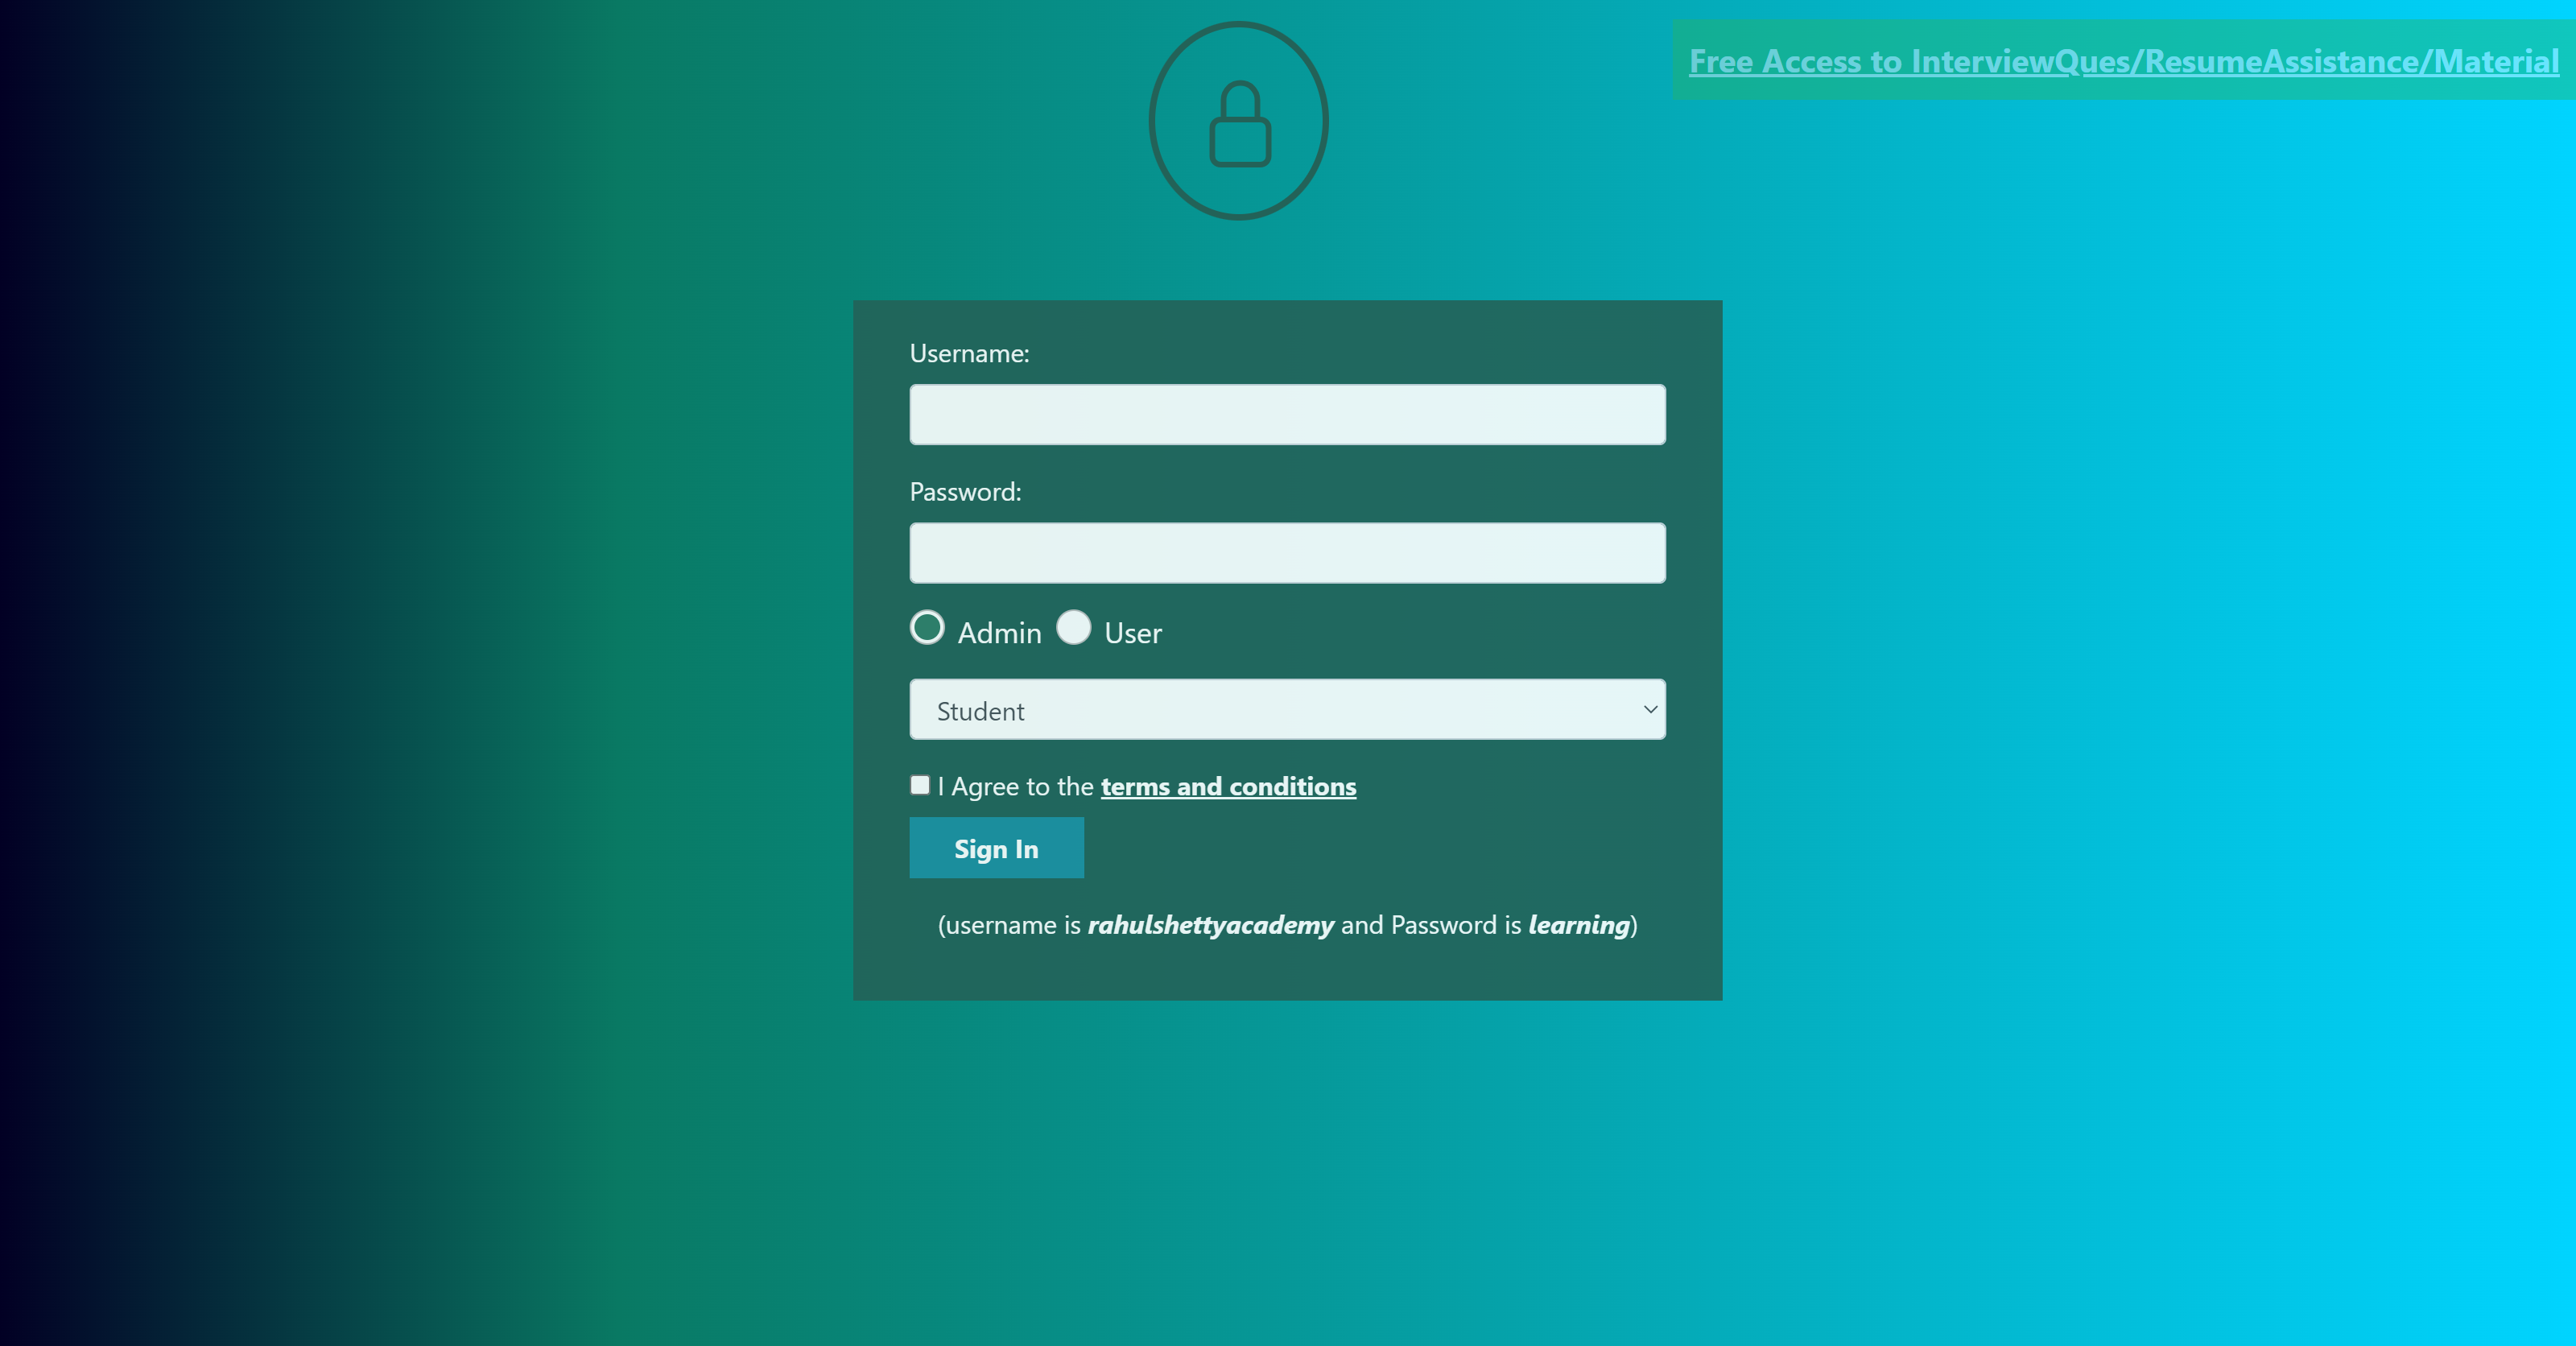 Free Access to InterviewQues/ResumeAssistance/Material
Username:
Password:
Admin User
Student
I Agree to the terms and conditions
Sign In
(username is rahulshettyacademy and Password is learning)